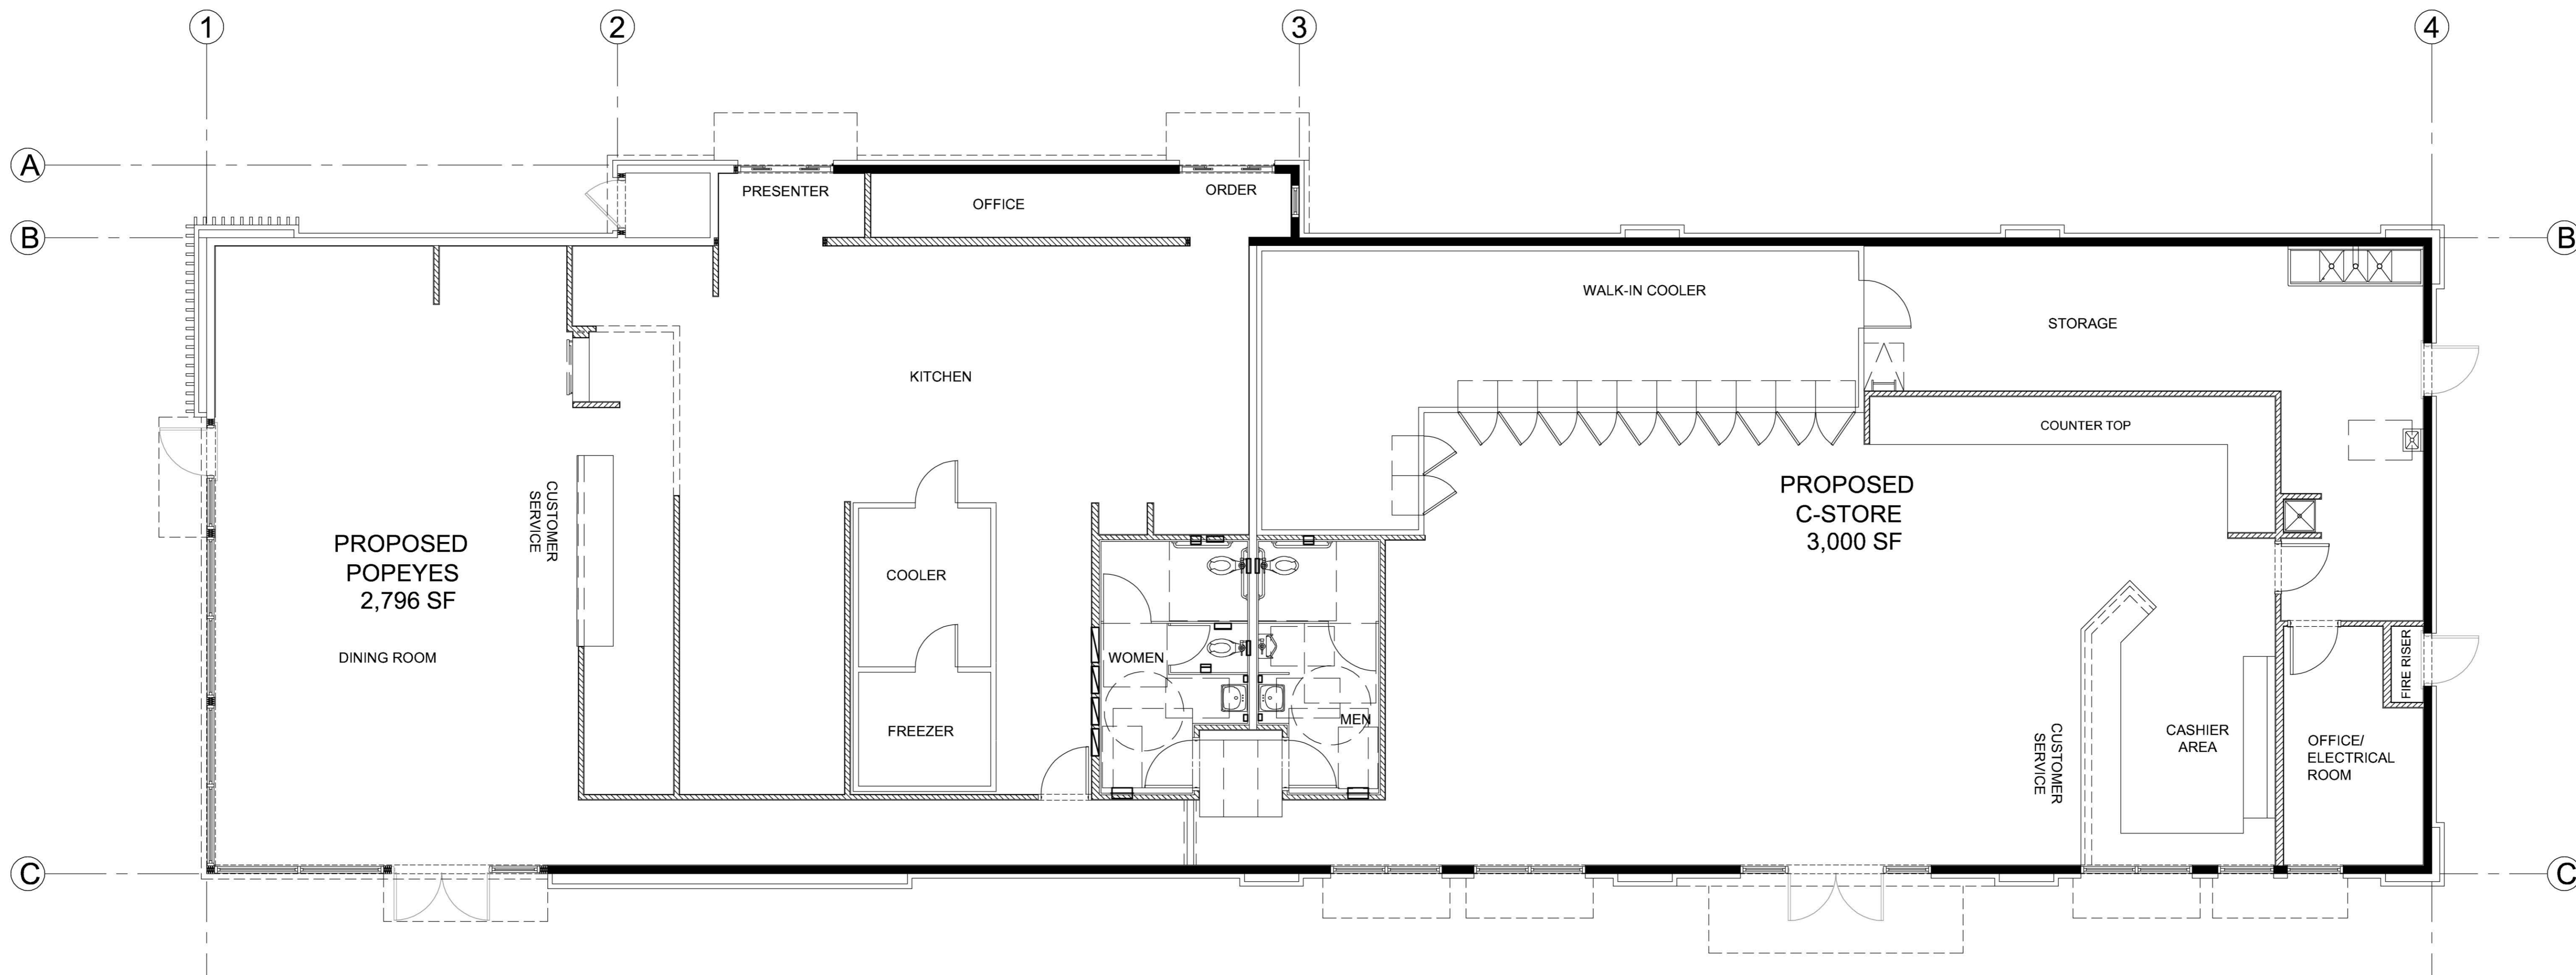 1
2
3
4
A
PRESENTER
OFFICE
ORDER
B
B
WALK-IN COOLER
STORAGE
KITCHEN
COUNTER TOP
CUSTOMER
SERVICE
PROPOSED
POPEYES
2,796 SF
PROPOSED
C-STORE
3,000 SF
COOLER
DINING ROOM
WOMEN
FIRE RISER
FREEZER
MEN
CUSTOMER
SERVICE
CASHIER
AREA
OFFICE/
ELECTRICAL
ROOM
C
C